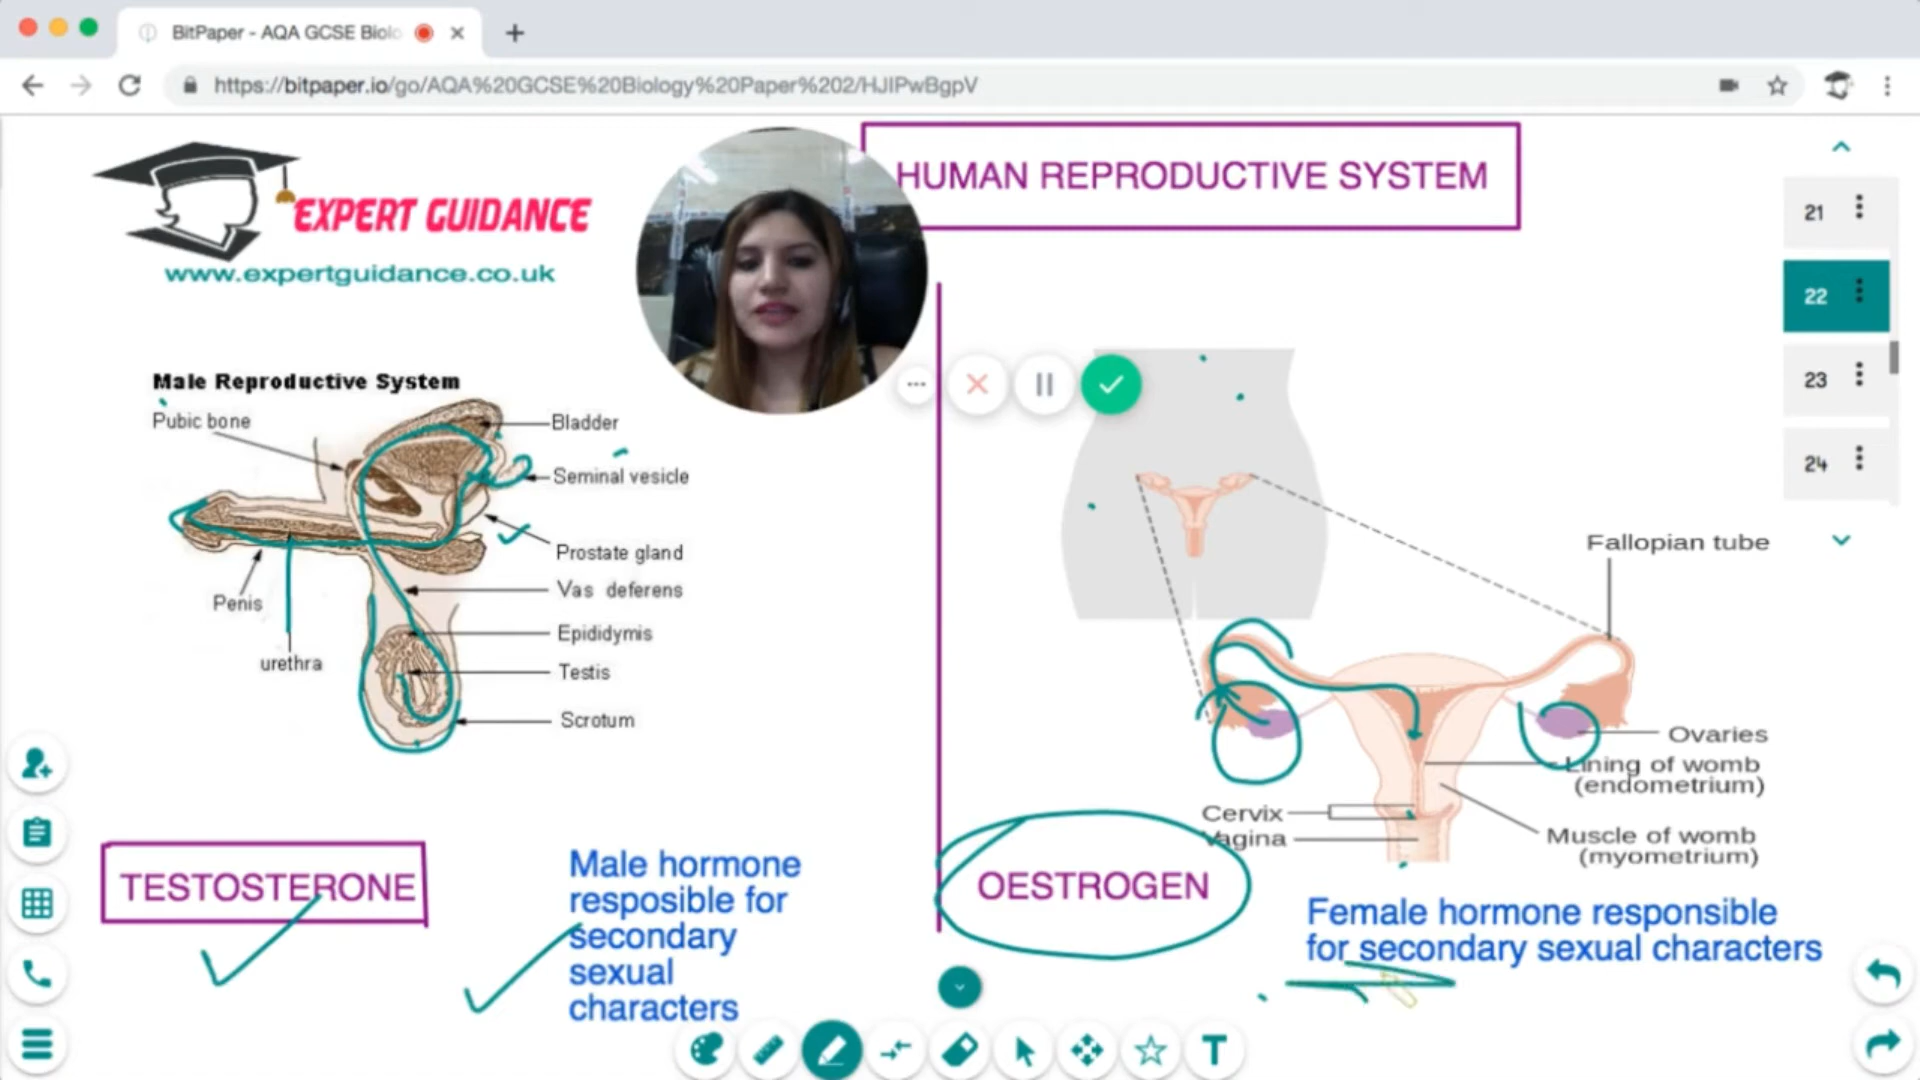 BitPaper - AQA GCSE Biolo
https://bitpaper.io/go/AQA%20GCSE%20Biology%20Paper%202/HJIPwBgpV
EXPERT GUIDANCE
www.expertguidance.co.uk
HUMAN REPRODUCTIVE SYSTEM
21
22
23
24
Male Reproductive System
Pubic bone
Bladder
Seminal vesicle
Prostate gland
Vas deferens
Penis
Epididymis
urethra
Testis
Scrotum
Fallopian tube
Ovaries
Lining of womb
(endometrium)
Cervix
Vagina
Muscle of womb
(myometrium)
TESTOSTERONE
Male hormone
resposible for
secondary
sexual
characters
OESTROGEN
Female hormone responsible
for secondary sexual characters
T